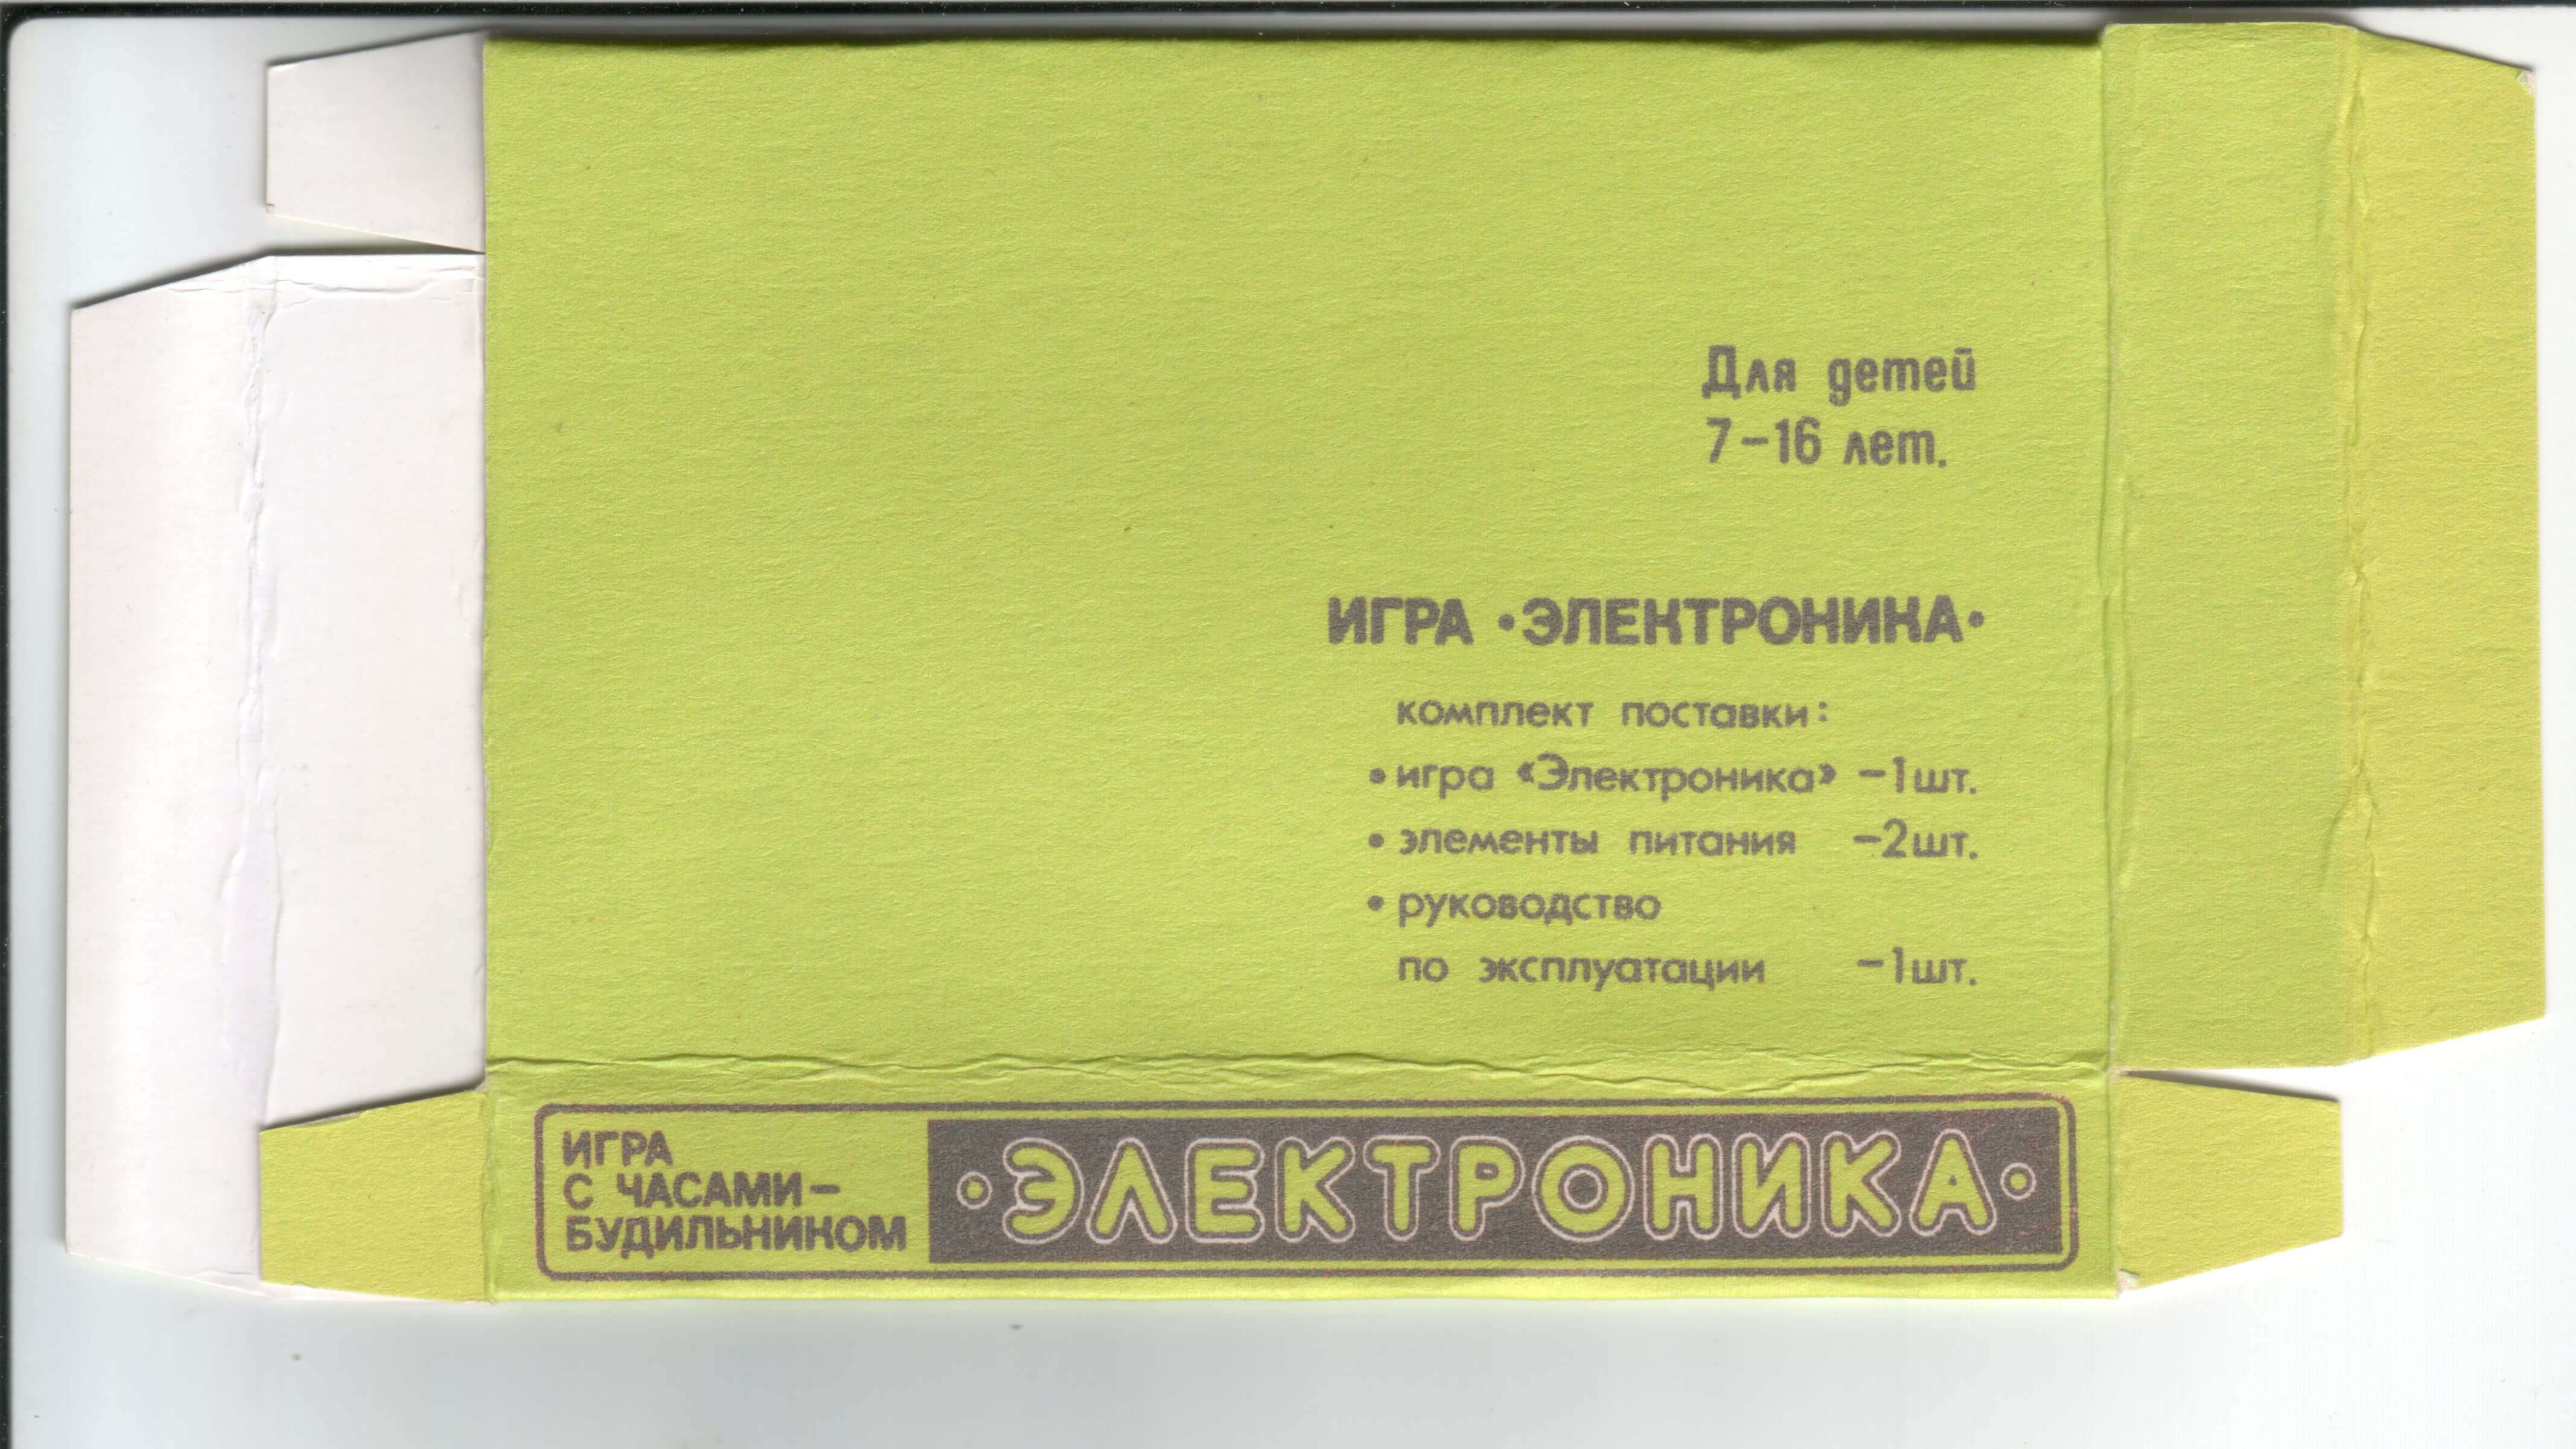 Для детей
7-16 лет.
ИГРА •ЭЛЕКТРОНИКА•
комплект поставки:
• игра «Электроника» -1шт.
• элементы питания -2шт.
• руководство
по эксплуатации -1шт.
ИГРА
С ЧАСАМИ-
БУДИЛЬНИКОМ
•ЭЛЕКТРОНИКА•